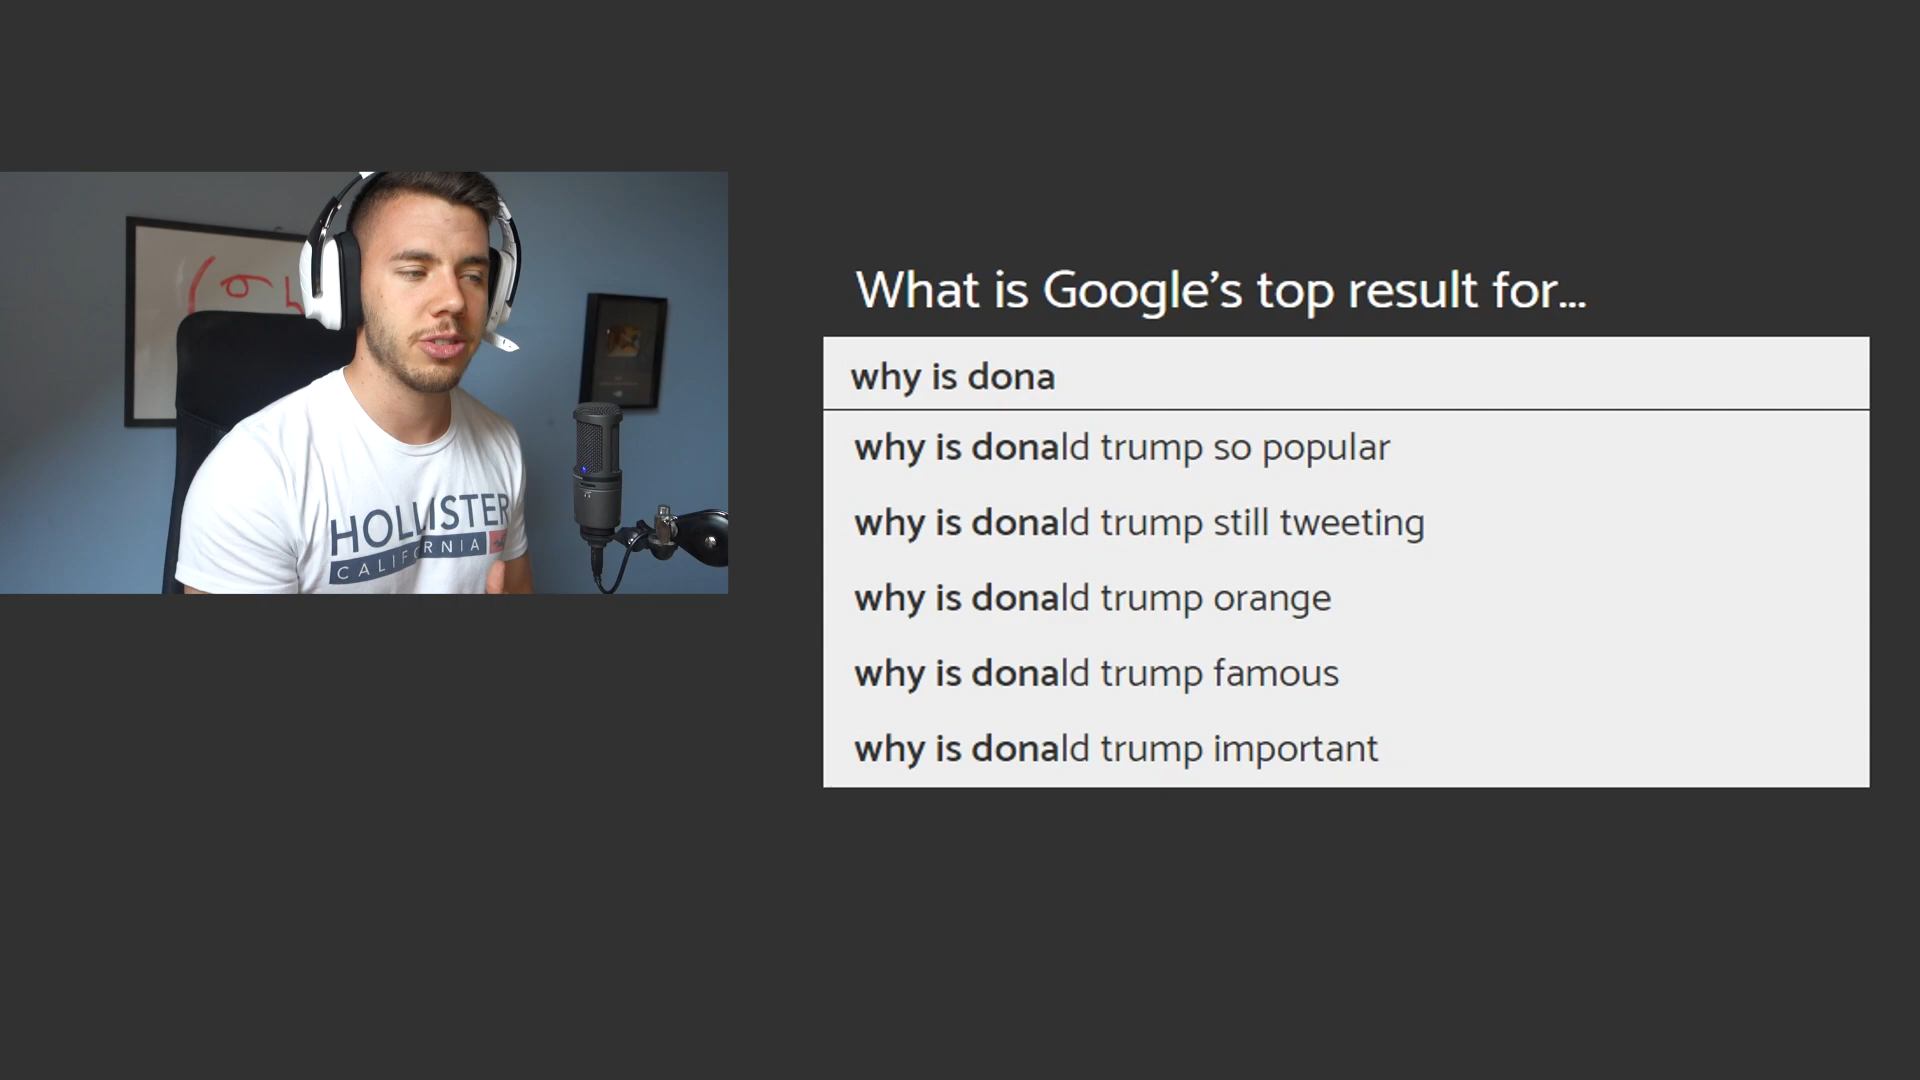 What is Google's top result for...
why is dona
why is donald trump so popular
why is donald trump still tweeting
why is donald trump orange
why is donald trump famous
why is donald trump important
HOLLISTER
CALIFORNIA